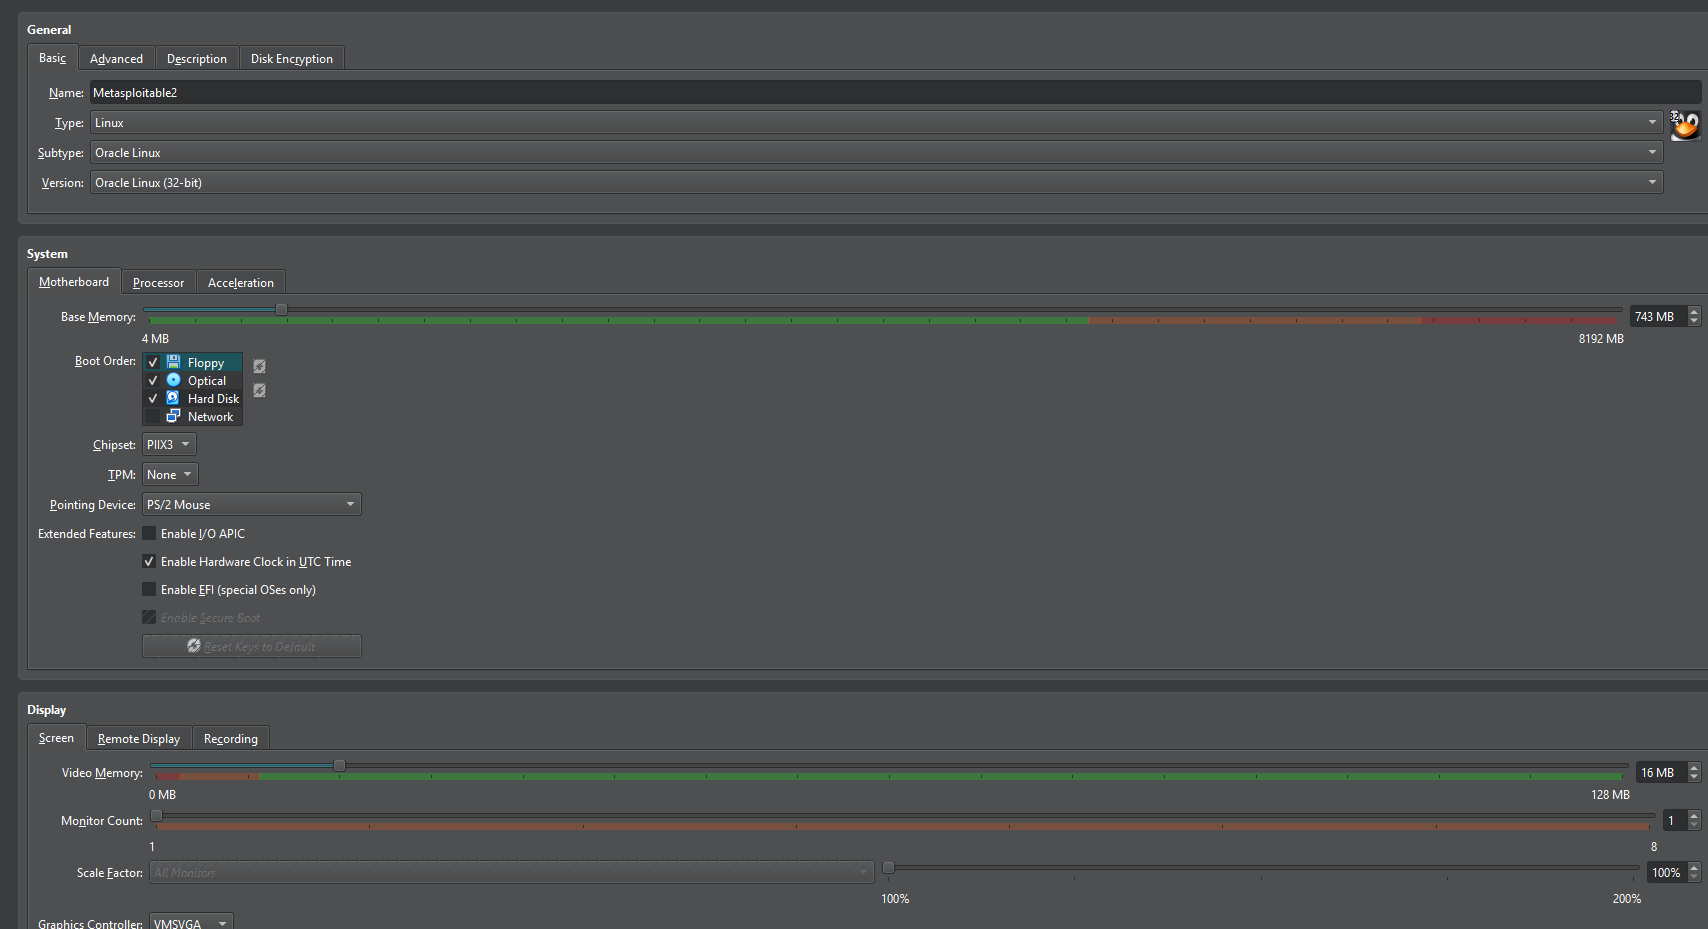 General
Basic Advanced Description Disk Encryption
Name: Metasploitable2
Type: Linux
32
Subtype: Oracle Linux
Version: Oracle Linux (32-bit)
System
Motherboard Processor Acceleration
Base Memory: 743 MB
4 MB 8192 MB
Boot Order: Floppy
Optical
Hard Disk
Network
Chipset: PIIX3
TPM: None
Pointing Device: PS/2 Mouse
Extended Features: Enable I/O APIC
Enable Hardware Clock in UTC Time
Enable EFI (special OSes only)
Enable Secure Boot
Reset Keys to Default
Display
Screen Remote Display Recording
Video Memory: 16 MB
0 MB 128 MB
Monitor Count: 1
1 8
Scale Factor: All Monitors 100%
100% 200%
Graphics Controller: VMSVGA